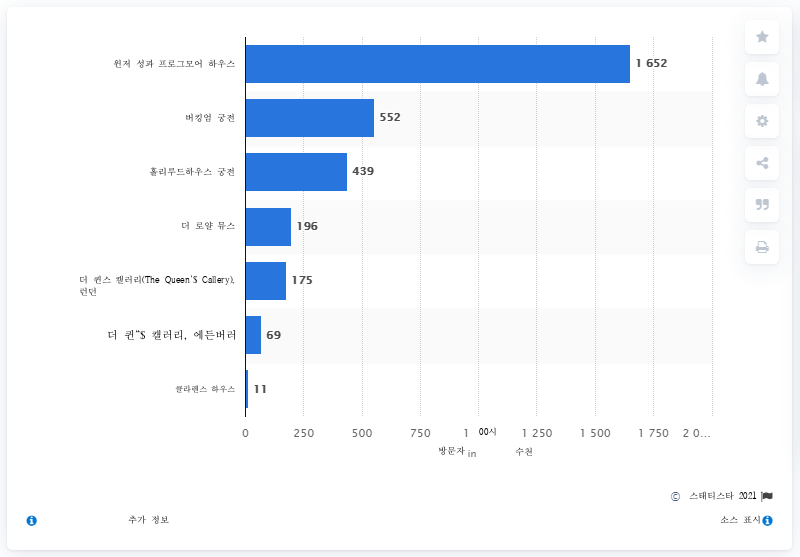 윈저 성과 프로그모어 하우스
1 652
버킹엄 궁전
552
홀리루드하우스 궁전
439
더 로얄 뮤스
196
더 퀸스 갤러리(The Queen'S Gallery),
런던
175
더 퀸"S 갤러리, 에든버러
69
클라렌스 하우스
11
0 250 500 750 1 00시 1 250 1 500 1 750 2 0...
방문자 in 수천
© 스태티스타 2021
추가 정보
소스 표시